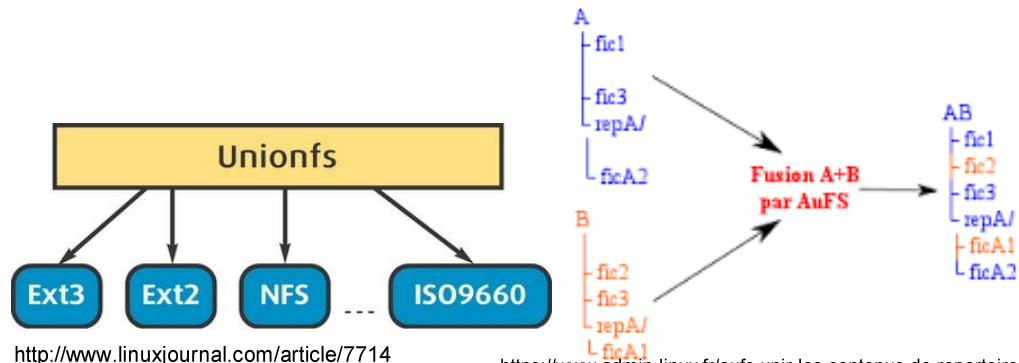 Unionfs
Ext3
Ext2
NFS
----
ISO9660
http://www.linuxjournal.com/article/7714
A
fic1
fic3
repA/
ficA2
B
fic2
fic3
repA/
ficA1
Fusion A+B
par AuFS
AB
fic1
fic2
fic3
repA/
ficA1
ficA2